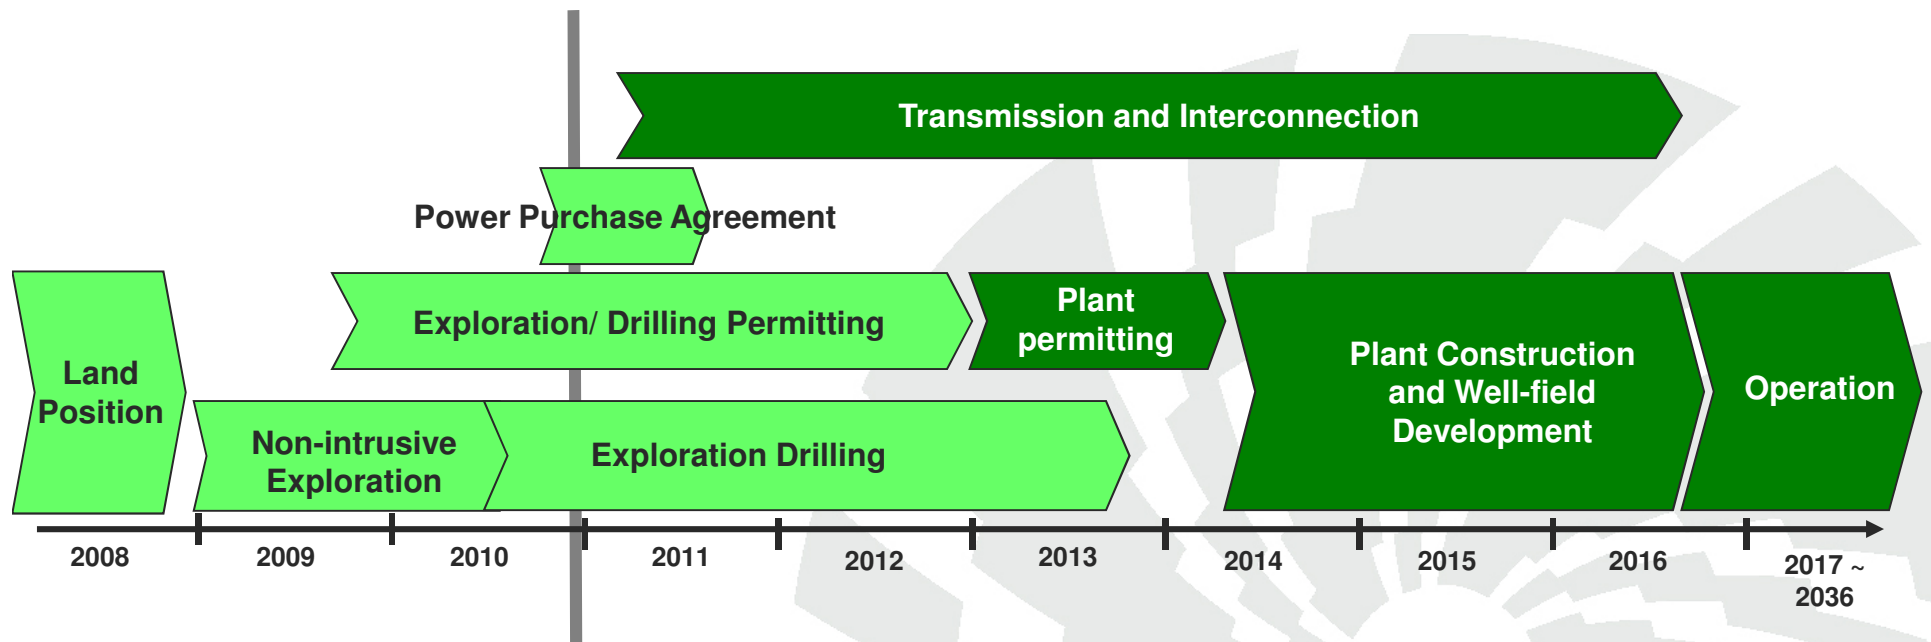 Transmission and Interconnection
Power Purchase Agreement
Exploration/ Drilling Permitting
Plant
permitting
Land
Position
Non-intrusive
Exploration
Exploration Drilling
Plant Construction
and Well-field
Development
Operation
2008
2009
2010
2011
2012
2013
2014
2015
2016
2017 ~
2036